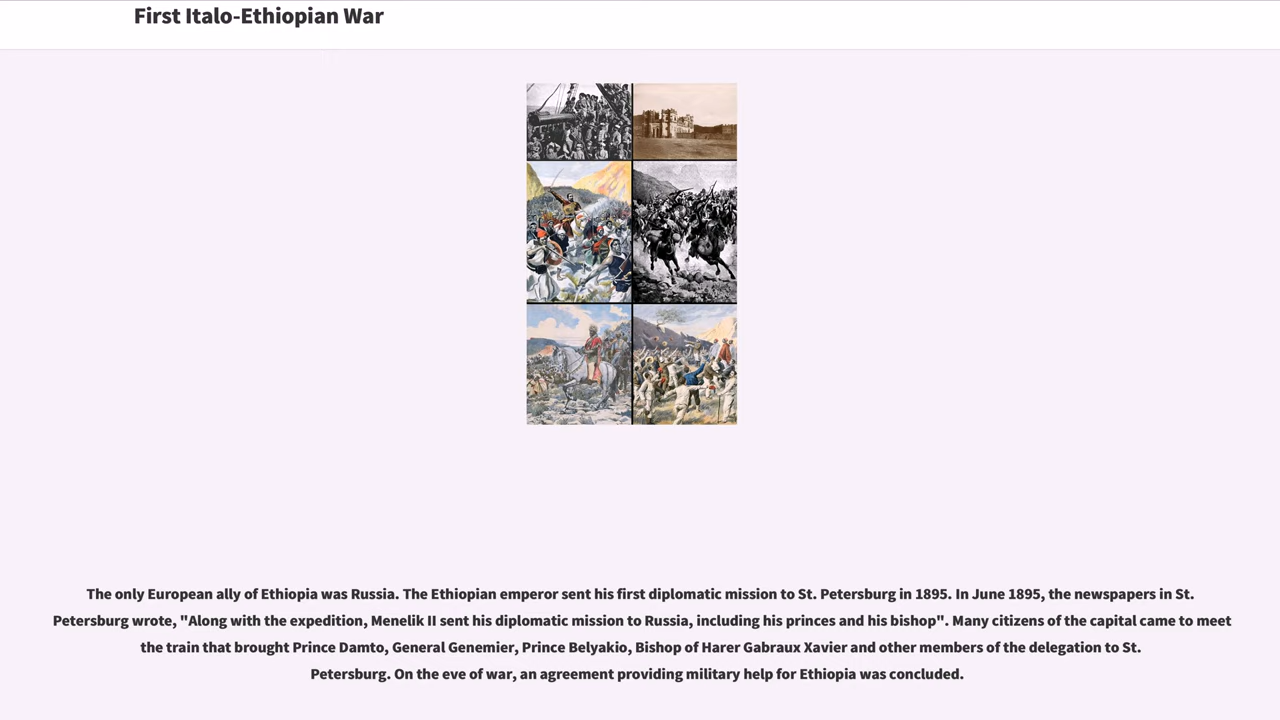 First Italo-Ethiopian War
The only European ally of Ethiopia was Russia. The Ethiopian emperor sent his first diplomatic mission to St. Petersburg in 1895. In June 1895, the newspapers in St.
Petersburg wrote, "Along with the expedition, Menelik II sent his diplomatic mission to Russia, including his princes and his bishop". Many citizens of the capital came to meet
the train that brought Prince Damto, General Genemier, Prince Belyakio, Bishop of Harer Gabraux Xavier and other members of the delegation to St.
Petersburg. On the eve of war, an agreement providing military help for Ethiopia was concluded.